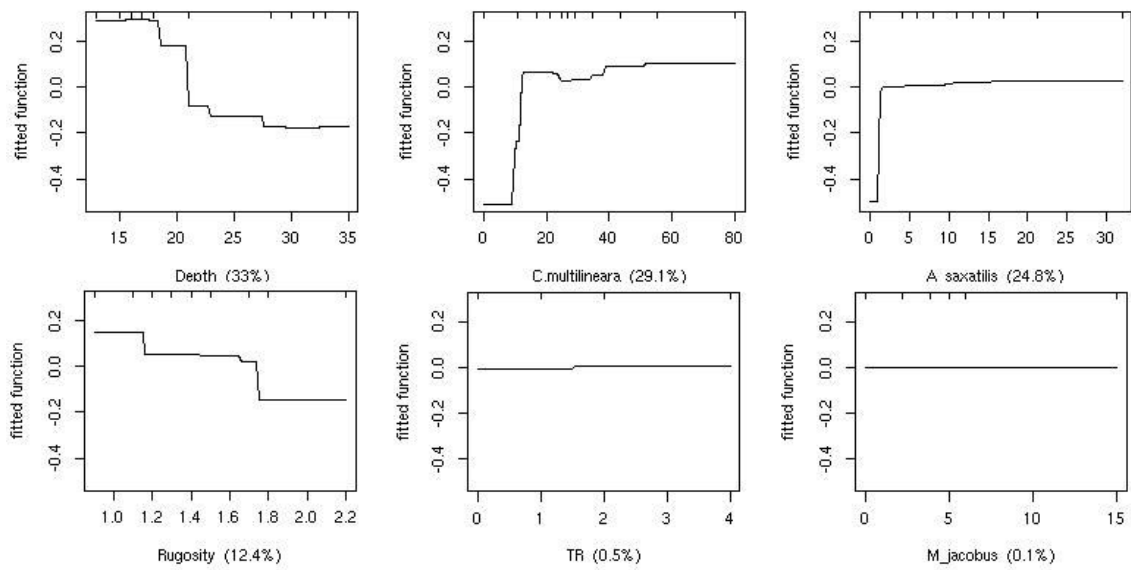 fitted function
0.2
0.0
-0.2
-0.4
15 20 25 30 35
Depth (33%)
fitted function
0.2
0.0
-0.2
-0.4
0 20 40 60 80
C.multilineara (29.1%)
fitted function
0.2
0.0
-0.2
-0.4
0 5 10 15 20 25 30
A saxatilis (24.8%)
fitted function
0.2
0.0
-0.2
-0.4
1.0 1.2 1.4 1.6 1.8 2.0 2.2
Rugosity (12.4%)
fitted function
0.2
0.0
-0.2
-0.4
0 1 2 3 4
TR (0.5%)
fitted function
0.2
0.0
-0.2
-0.4
0 5 10 15
M_jacobus (0.1%)